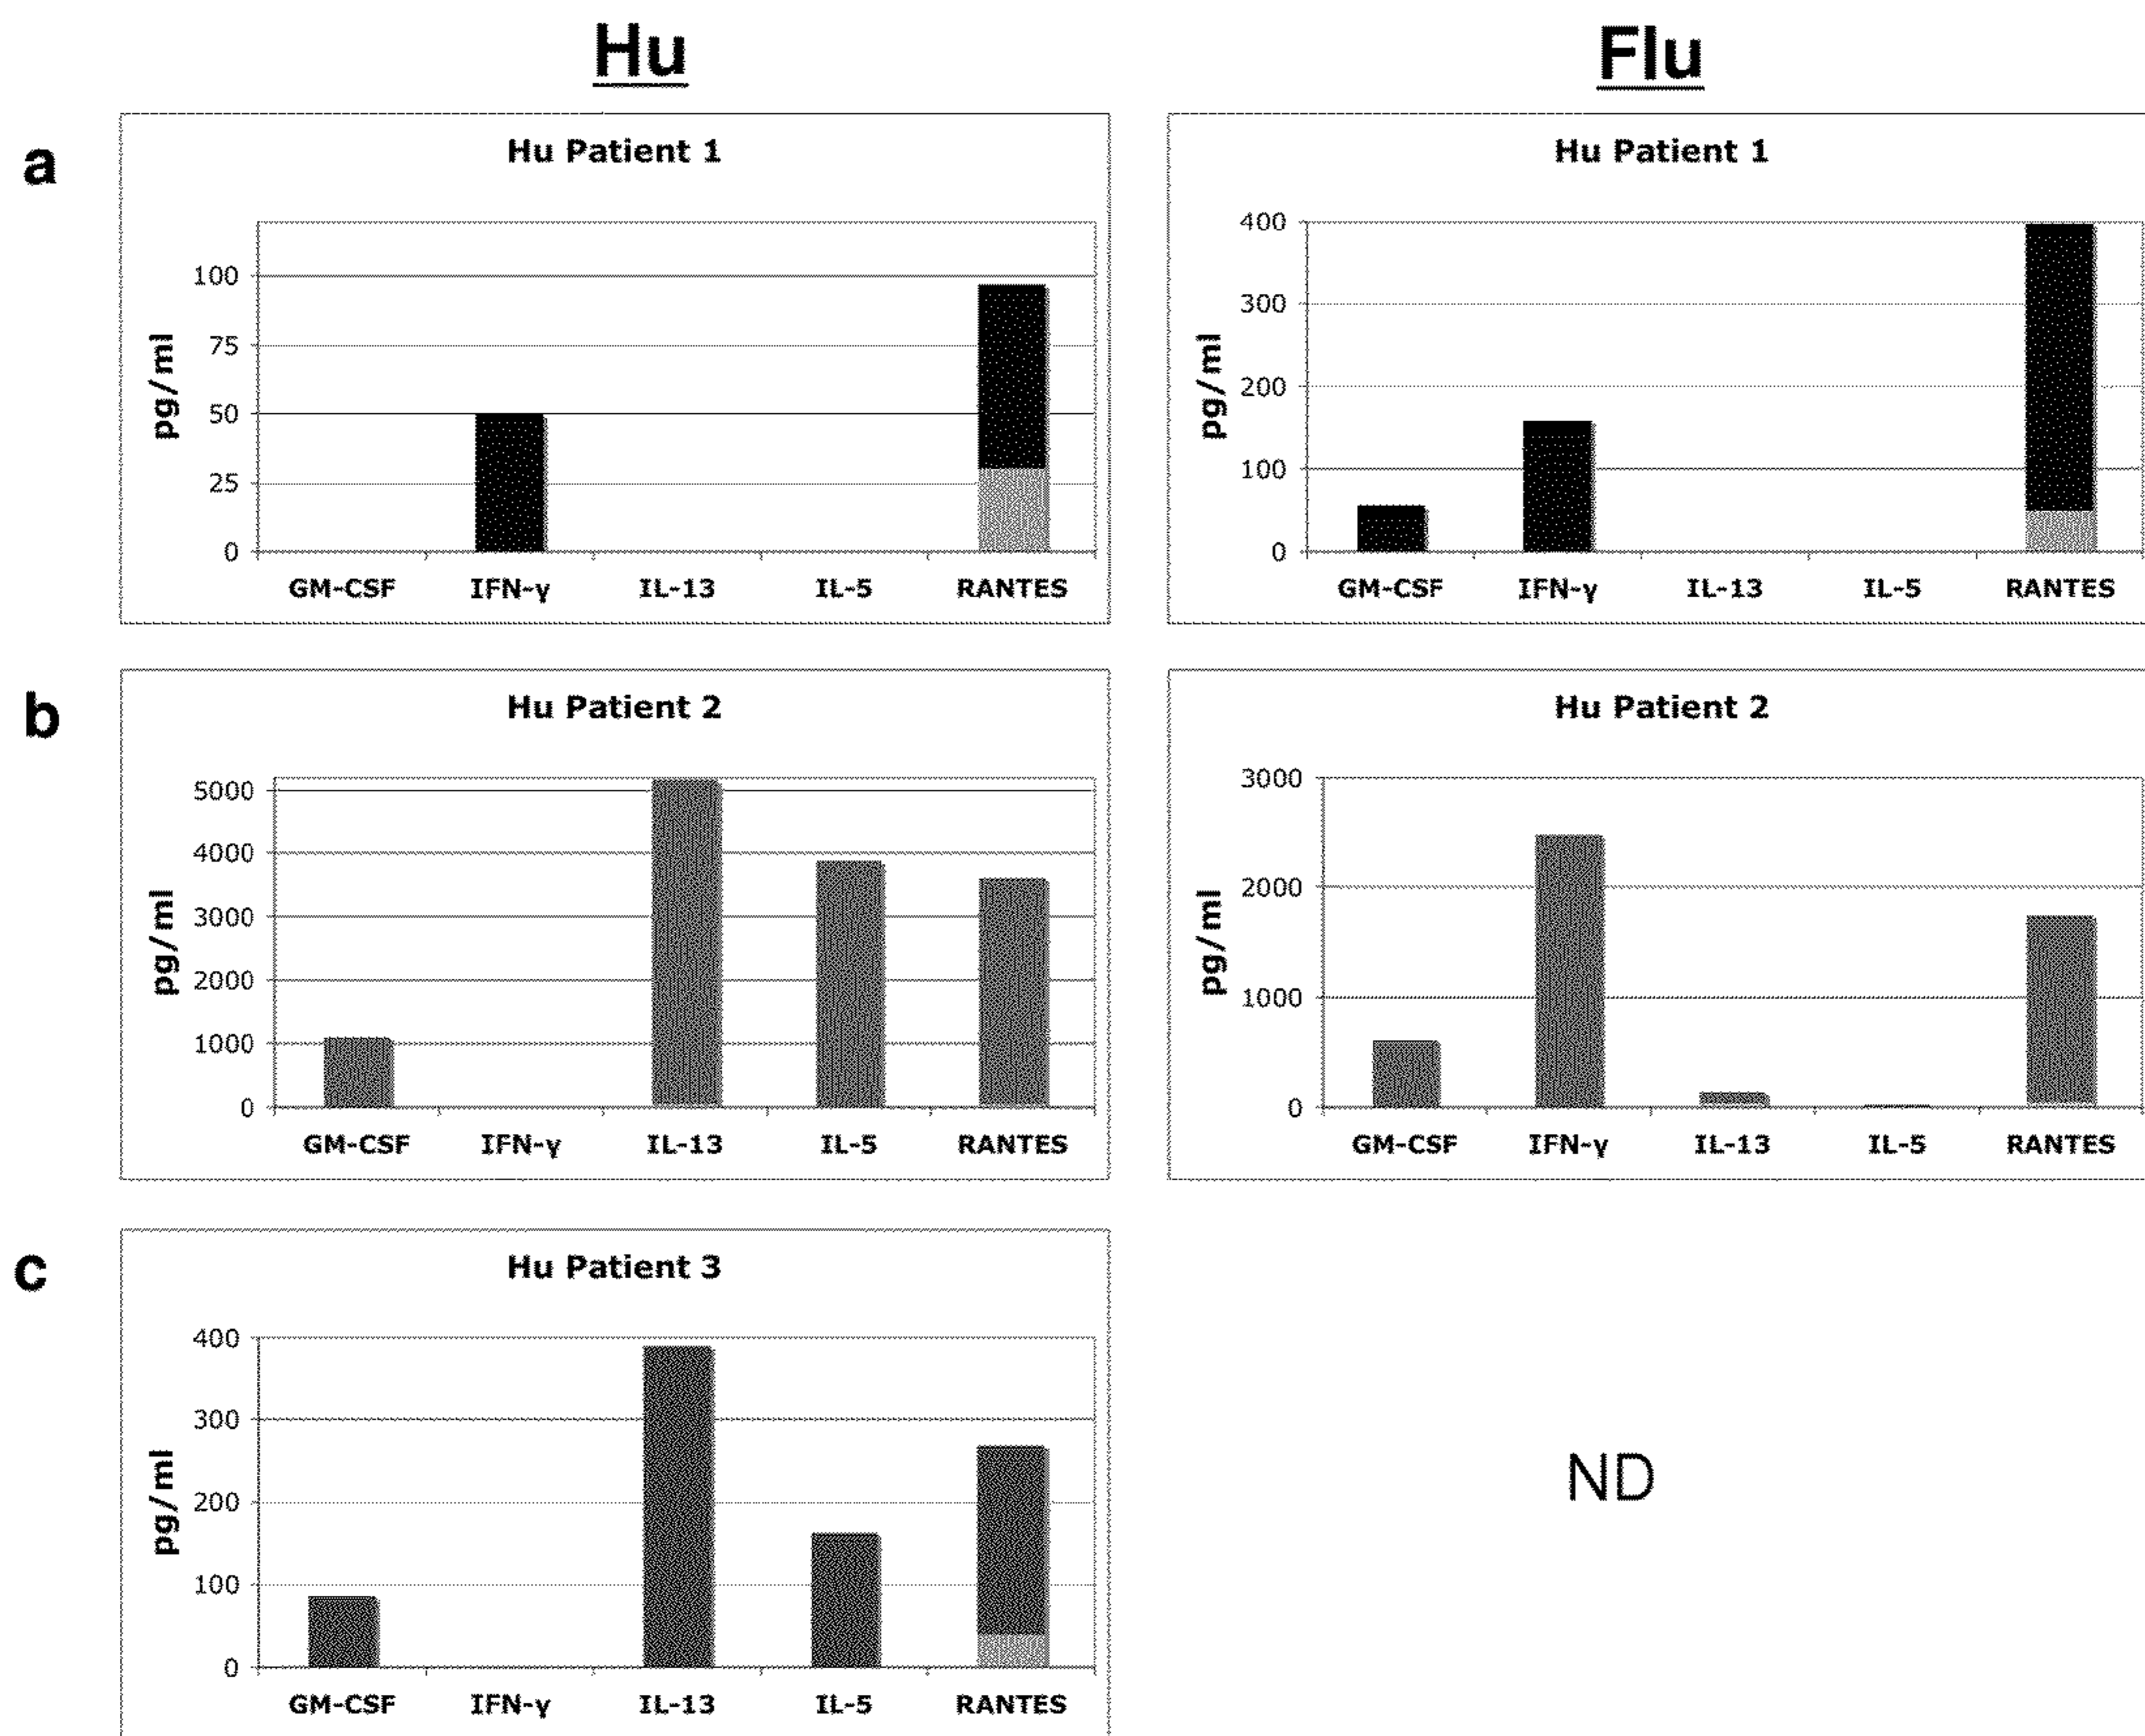 Hu
Flu
a
Hu Patient 1
pg/ml
100
75
50
25
0
GM-CSF IFN-γ IL-13 IL-5 RANTES
Hu Patient 1
pg/ml
400
300
200
100
0
GM-CSF IFN-γ IL-13 IL-5 RANTES
b
Hu Patient 2
pg/ml
5000
4000
3000
2000
1000
0
GM-CSF IFN-γ IL-13 IL-5 RANTES
Hu Patient 2
pg/ml
3000
2000
1000
0
GM-CSF IFN-γ IL-13 IL-5 RANTES
c
Hu Patient 3
pg/ml
400
300
200
100
0
GM-CSF IFN-γ IL-13 IL-5 RANTES
ND